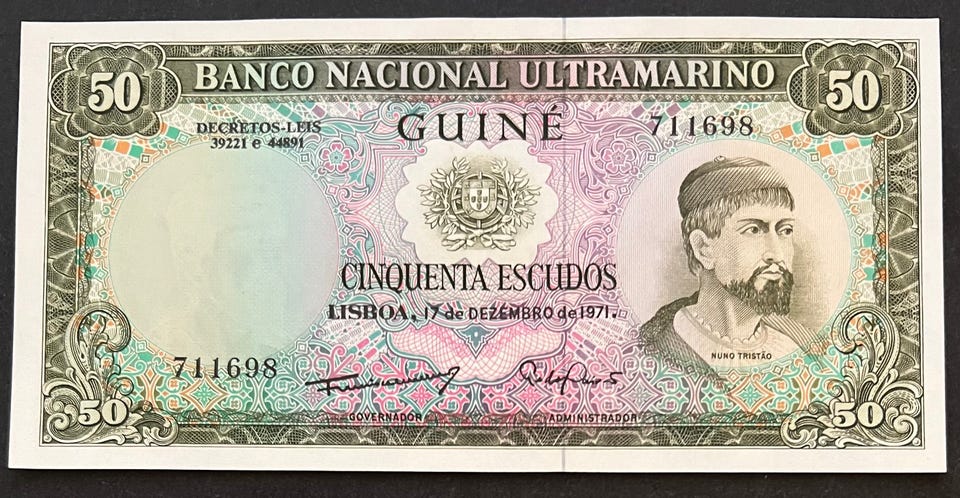 50 BANCO NACIONAL ULTRAMARINO 50
DECRETOS-LEIS
39221 e 44891
GUINÉ
711698
CINQUENTA ESCUDOS
LISBOA, 17 de DEZEMBRO de 1971.
NUNO TRISTÃO
711698
GOVERNADOR ADMINISTRADOR
50 50